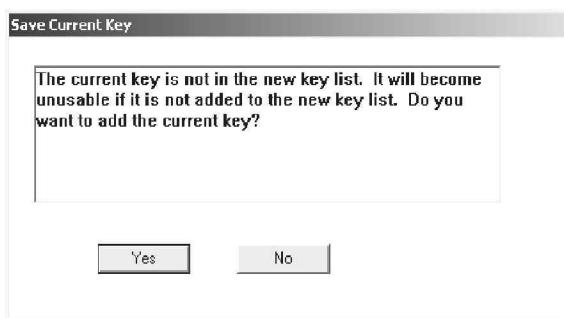 Save Current Key
The current key is not in the new key list. It will become
unusable if it is not added to the new key list. Do you
want to add the current key?
Yes
No